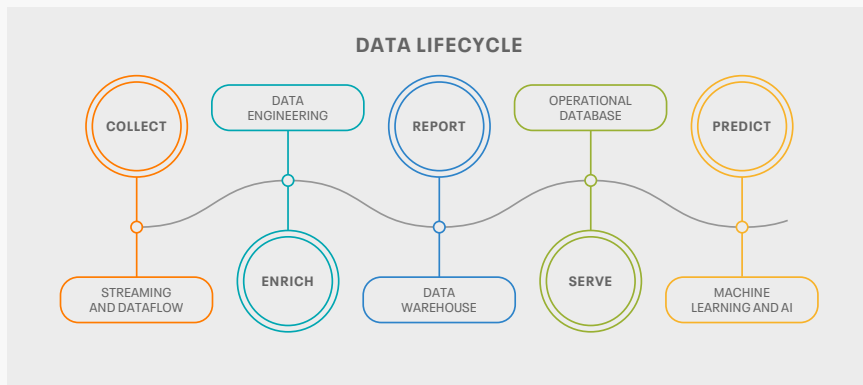 DATA LIFECYCLE
COLLECT
STREAMING
AND DATAFLOW
DATA
ENGINEERING
ENRICH
REPORT
DATA
WAREHOUSE
OPERATIONAL
DATABASE
SERVE
PREDICT
MACHINE
LEARNING AND AI